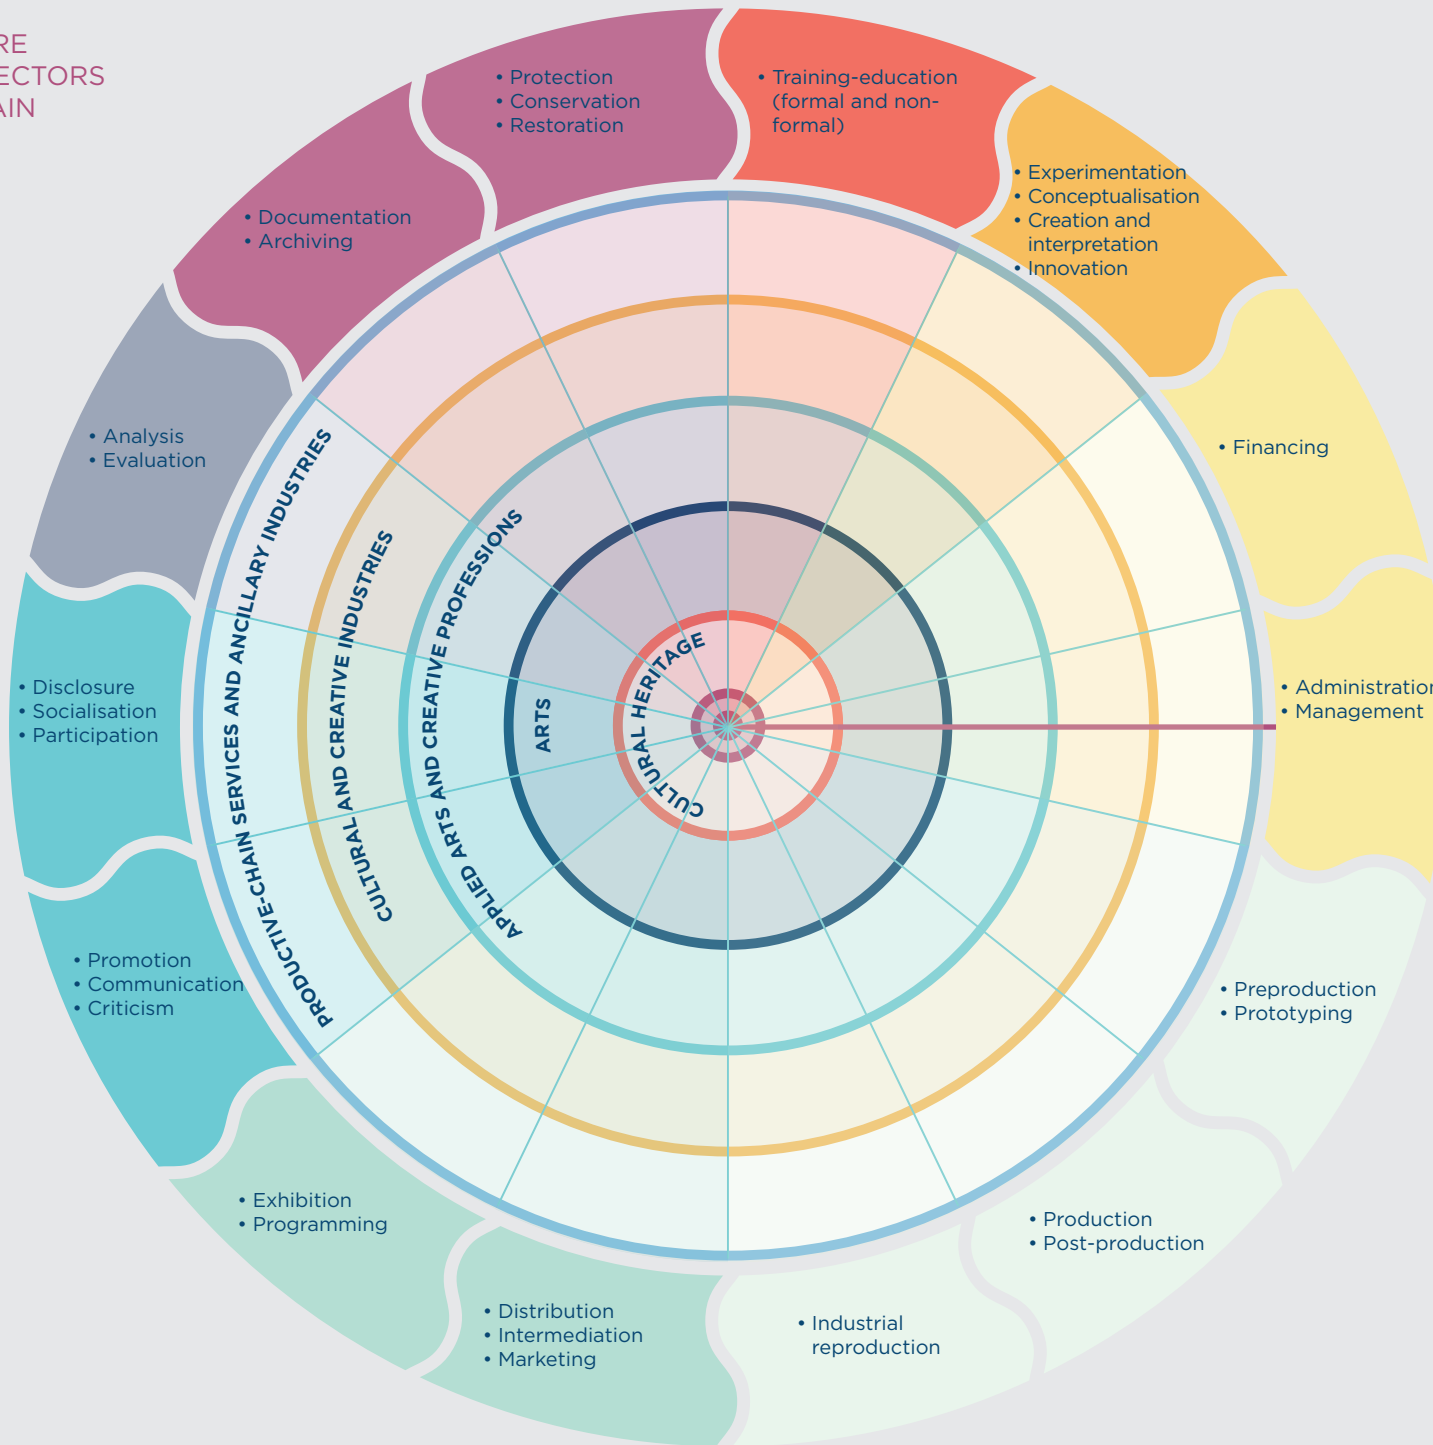 RE
ECTORS
AIN
• Protection
• Conservation
• Restoration
• Training-education
(formal and non-
formal)
• Experimentation
• Conceptualisation
• Creation and
interpretation
• Innovation
• Financing
• Administration
• Management
• Preproduction
• Prototyping
• Production
• Post-production
• Industrial
reproduction
• Distribution
• Intermediation
• Marketing
• Exhibition
• Programming
• Promotion
• Communication
• Criticism
• Disclosure
• Socialisation
• Participation
• Analysis
• Evaluation
• Documentation
• Archiving
PRODUCTIVE-CHAIN SERVICES AND ANCILLARY INDUSTRIES
CULTURAL AND CREATIVE INDUSTRIES
APPLIED ARTS AND CREATIVE PROFESSIONS
ARTS
CULTURAL HERITAGE